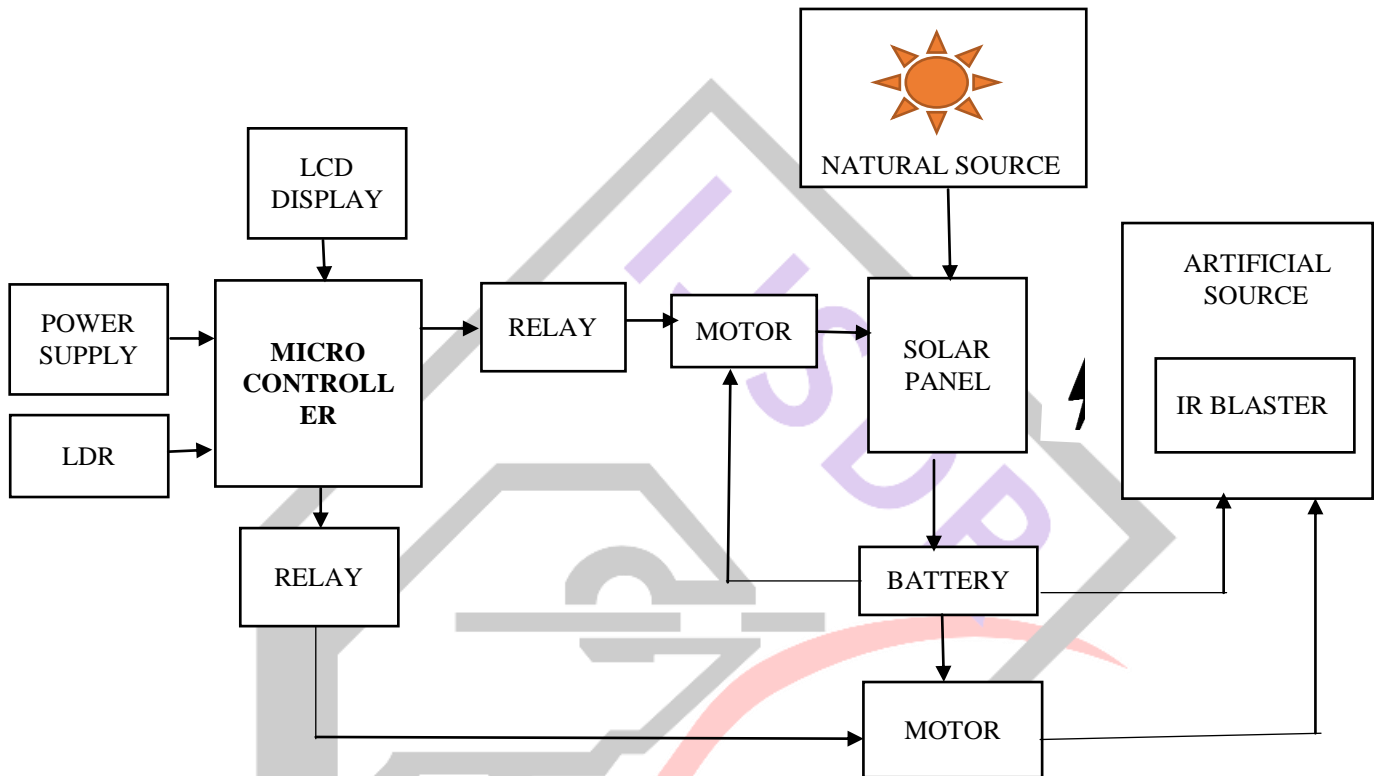 NATURAL SOURCE
LCD
DISPLAY
ARTIFICIAL
SOURCE
POWER
SUPPLY
MICRO
CONTROLL
ER
RELAY
MOTOR
SOLAR
PANEL
IR BLASTER
LDR
RELAY
BATTERY
MOTOR
IJSDR